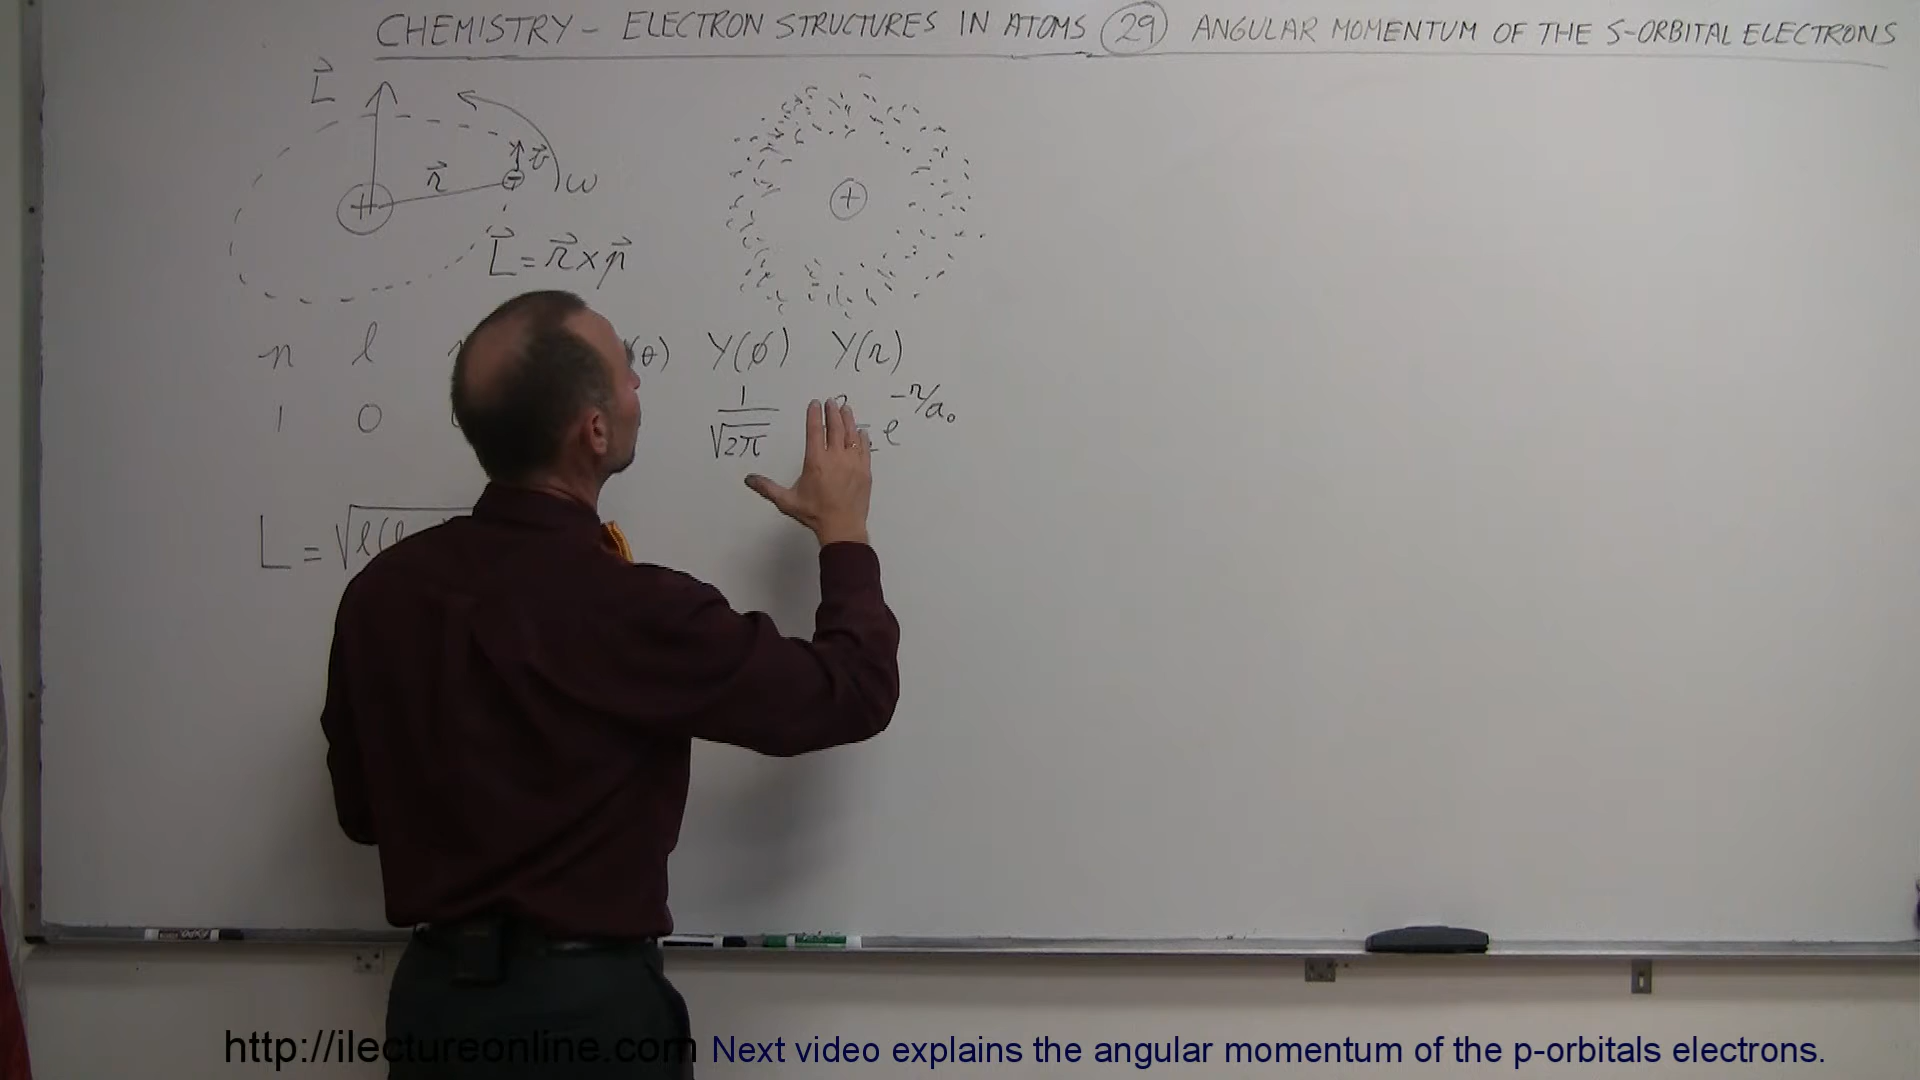 CHEMISTRY - ELECTRON STRUCTURES IN ATOMS 29 ANGULAR MOMENTUM OF THE S-ORBITAL ELECTRONS
L
r v ω
+ − +
L = r × p
n l (θ) Y(φ) Y(r)
1 0 1/√2π e^-r/a₀
L = √l(l
http://ilectureonline.com Next video explains the angular momentum of the p-orbitals electrons.